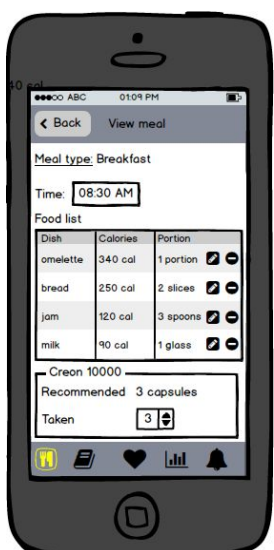 40 cal
ABC 01:09 PM
Back View meal
Meal type: Breakfast
Time: 08:30 AM
Food list
Dish Calories Portion
omelette 340 cal 1 portion
bread 250 cal 2 slices
jam 120 cal 3 spoons
milk 90 cal 1 glass
Creon 10000
Recommended 3 capsules
Taken 3